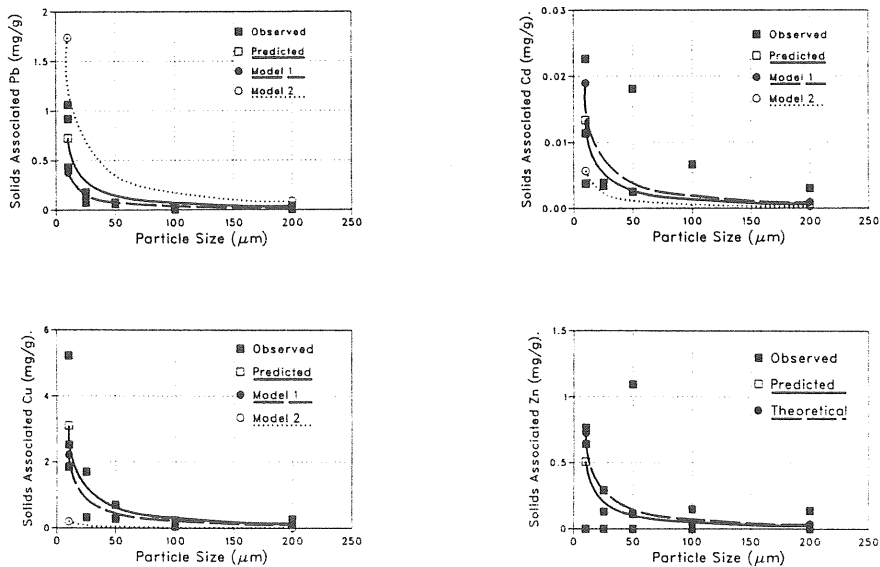 Solids Associated Pb (mg/g)
2
1.5
1
0.5
0
Observed
Predicted
Model 1
Model 2
0 50 100 150 200 250
Particle Size (μm)
Solids Associated Cd (mg/g)
0.03
0.02
0.01
0.00
Observed
Predicted
Model 1
Model 2
0 50 100 150 200 250
Particle Size (μm)
Solids Associated Cu (mg/g).
6
4
2
0
Observed
Predicted
Model 1
Model 2
0 50 100 150 200 250
Particle Size (μm)
Solids Associated Zn (mg/g).
1.5
1
0.5
0
Observed
Predicted
Theoretical
0 50 100 150 200 250
Particle Size (μm)